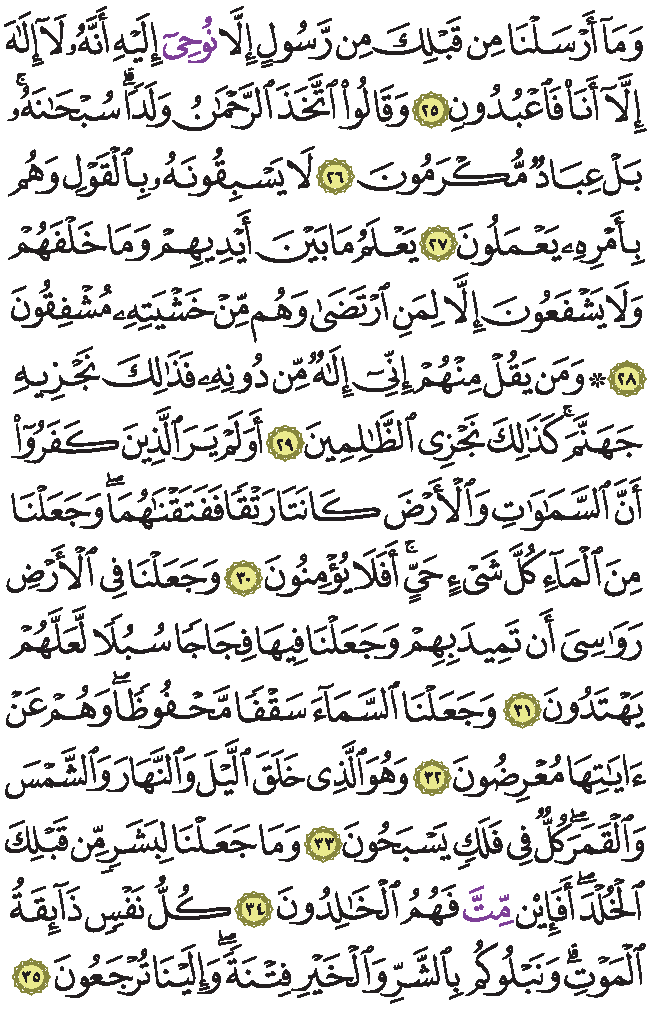 وَمَآ أَرْسَلْنَا مِن قَبْلِكَ مِن رَّسُولٍ إِلَّا نُوحِىٓ إِلَيْهِ أَنَّهُۥ لَآ إِلَٰهَ
إِلَّآ أَنَا۠ فَٱعْبُدُونِ ٢٥ وَقَالُوا۟ ٱتَّخَذَ ٱلرَّحْمَٰنُ وَلَدًۭا ۗ سُبْحَٰنَهُۥ ۚ
بَلْ عِبَادٌۭ مُّكْرَمُونَ ٢٦ لَا يَسْبِقُونَهُۥ بِٱلْقَوْلِ وَهُم
بِأَمْرِهِۦ يَعْمَلُونَ ٢٧ يَعْلَمُ مَا بَيْنَ أَيْدِيهِمْ وَمَا خَلْفَهُمْ
وَلَا يَشْفَعُونَ إِلَّا لِمَنِ ٱرْتَضَىٰ وَهُم مِّنْ خَشْيَتِهِۦ مُشْفِقُونَ
٢٨ * وَمَن يَقُلْ مِنْهُمْ إِنِّىٓ إِلَٰهٌۭ مِّن دُونِهِۦ فَذَٰلِكَ نَجْزِيهِ
جَهَنَّمَ ۚ كَذَٰلِكَ نَجْزِى ٱلظَّٰلِمِينَ ٢٩ أَوَلَمْ يَرَ ٱلَّذِينَ كَفَرُوٓا۟
أَنَّ ٱلسَّمَٰوَٰتِ وَٱلْأَرْضَ كَانَتَا رَتْقًۭا فَفَتَقْنَٰهُمَا ۖ وَجَعَلْنَا
مِنَ ٱلْمَآءِ كُلَّ شَىْءٍ حَىٍّ ۚ أَفَلَا يُؤْمِنُونَ ٣٠ وَجَعَلْنَا فِى ٱلْأَرْضِ
رَوَٰسِىَ أَن تَمِيدَ بِهِمْ وَجَعَلْنَا فِيهَا فِجَاجًۭا سُبُلًۭا لَّعَلَّهُمْ
يَهْتَدُونَ ٣١ وَجَعَلْنَا ٱلسَّمَآءَ سَقْفًۭا مَّحْفُوظًۭا ۖ وَهُمْ عَنْ
ءَايَٰتِهَا مُعْرِضُونَ ٣٢ وَهُوَ ٱلَّذِى خَلَقَ ٱلَّيْلَ وَٱلنَّهَارَ وَٱلشَّمْسَ
وَٱلْقَمَرَ ۖ كُلٌّۭ فِى فَلَكٍۢ يَسْبَحُونَ ٣٣ وَمَا جَعَلْنَا لِبَشَرٍۢ مِّن قَبْلِكَ
ٱلْخُلْدَ ۖ أَفَإِي۟ن مِّتَّ فَهُمُ ٱلْخَٰلِدُونَ ٣٤ كُلُّ نَفْسٍۢ ذَآئِقَةُ
ٱلْمَوْتِ ۗ وَنَبْلُوكُم بِٱلشَّرِّ وَٱلْخَيْرِ فِتْنَةًۭ ۖ وَإِلَيْنَا تُرْجَعُونَ ٣٥